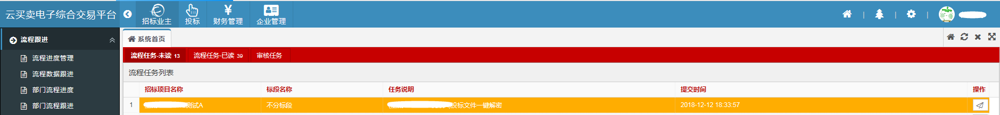 云买卖电子综合交易平台 招标业主 投标 财务管理 企业管理
流程跟进 系统首页
流程任务-未读 13 流程任务-已读 39 审核任务
流程进度管理
流程数据跟进 流程任务列表
部门流程进度 招标项目名称 标段名称 任务说明 提交时间 操作
部门流程跟进 1 测试A 不分标段 投标文件一键解密 2018-12-12 18:33:57